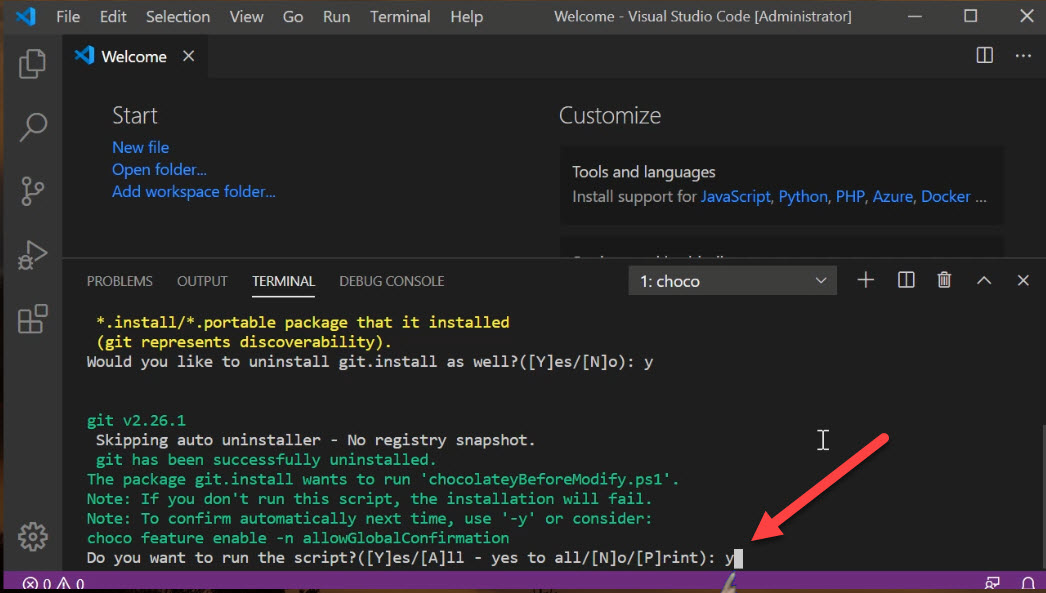 File Edit Selection View Go Run Terminal Help Welcome - Visual Studio Code [Administrator]
Welcome
Start
New file
Open folder...
Add workspace folder...
Customize
Tools and languages
Install support for JavaScript, Python, PHP, Azure, Docker ...
PROBLEMS OUTPUT TERMINAL DEBUG CONSOLE 1: choco
*.install/*.portable package that it installed
(git represents discoverability).
Would you like to uninstall git.install as well?([Y]es/[N]o): y
git v2.26.1
Skipping auto uninstaller - No registry snapshot.
git has been successfully uninstalled.
The package git.install wants to run 'chocolateyBeforeModify.ps1'.
Note: If you don't run this script, the installation will fail.
Note: To confirm automatically next time, use '-y' or consider:
choco feature enable -n allowGlobalConfirmation
Do you want to run the script?([Y]es/[A]ll - yes to all/[N]o/[P]rint): y
0 0